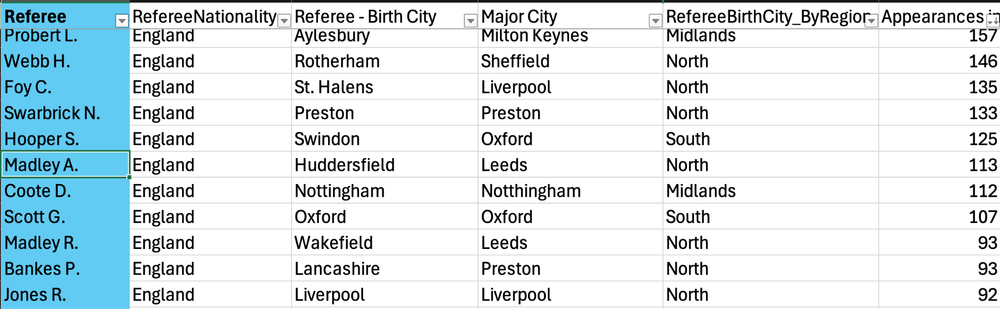 Referee RefereeNationality Referee - Birth City Major City RefereeBirthCity_ByRegion Appearances in
Probert L. England Aylesbury Milton Keynes Midlands 157
Webb H. England Rotherham Sheffield North 146
Foy C. England St. Halens Liverpool North 135
Swarbrick N. England Preston Preston North 133
Hooper S. England Swindon Oxford South 125
Madley A. England Huddersfield Leeds North 113
Coote D. England Nottingham Notthingham Midlands 112
Scott G. England Oxford Oxford South 107
Madley R. England Wakefield Leeds North 93
Bankes P. England Lancashire Preston North 93
Jones R. England Liverpool Liverpool North 92